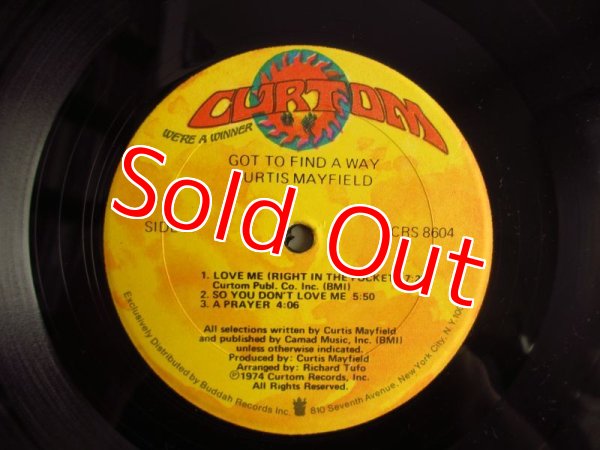 CURTOM
WE'RE A WINNER
GOT TO FIND A WAY
CURTIS MAYFIELD
Sold Out
CRS 8604
1. LOVE ME (RIGHT IN THE POCKET)
Curtom Publ. Co. Inc. (BMI)
2. SO YOU DON'T LOVE ME 5:50
3. A PRAYER 4:06
All selections written by Curtis Mayfield
and published by Camad Music, Inc. (BMI)
unless otherwise indicated.
Produced by: Curtis Mayfield
Arranged by: Richard Tufo
℗1974 Curtom Records, Inc.
All Rights Reserved.
Exclusively Distributed by Buddah Records Inc. 810 Seventh Avenue, New York City, N.Y.